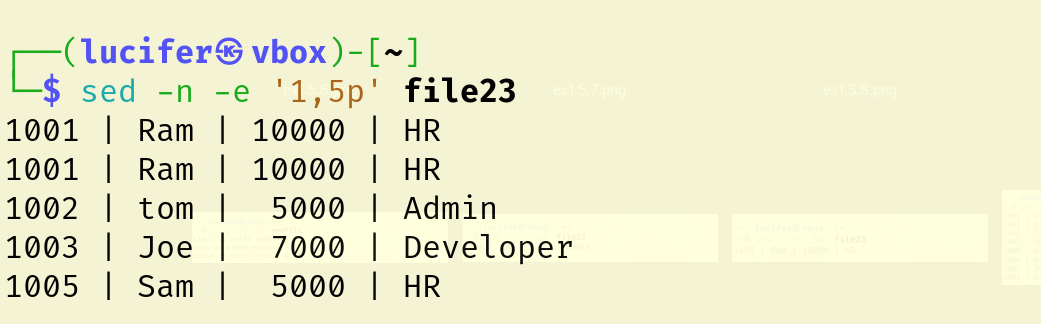 ┌──(lucifer㉿vbox)-[~]
└─$ sed -n -e '1,5p' file23
ex1.5.7.png
ex1.5.8.png
1001 | Ram | 10000 | HR
1001 | Ram | 10000 | HR
1002 | tom |  5000 | Admin
1003 | Joe |  7000 | Developer
1005 | Sam |  5000 | HR